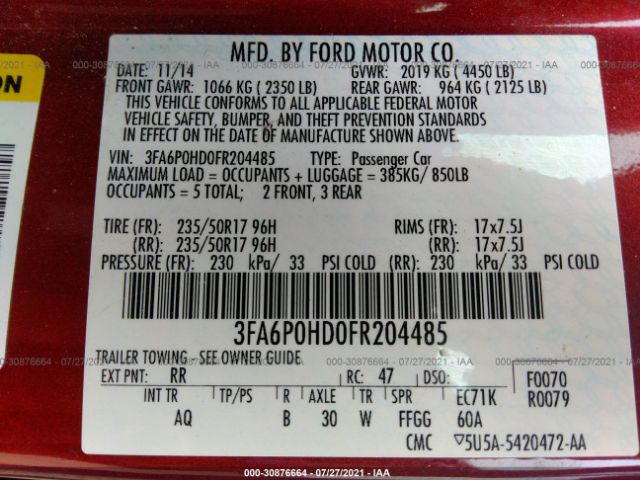 MFD. BY FORD MOTOR CO.
DATE: 11/14 GVWR: 2019 KG (4450 LB)
FRONT GAWR: 1066 KG (2350 LB) REAR GAWR: 964 KG (2125 LB)
THIS VEHICLE CONFORMS TO ALL APPLICABLE FEDERAL MOTOR
VEHICLE SAFETY, BUMPER, AND THEFT PREVENTION STANDARDS
IN EFFECT ON THE DATE OF MANUFACTURE SHOWN ABOVE.
VIN: 3FA6P0HD0FR204485 TYPE: Passenger Car
MAXIMUM LOAD = OCCUPANTS + LUGGAGE = 385KG/ 850LB
OCCUPANTS = 5 TOTAL; 2 FRONT, 3 REAR
TIRE (FR): 235/50R17 96H RIMS (FR): 17x7.5J
(RR): 235/50R17 96H (RR): 17x7.5J
PRESSURE (FR): 230 kPa/ 33 PSI COLD (RR): 230 kPa/ 33 PSI COLD
3FA6P0HD0FR204485
TRAILER TOWING - SEE OWNER GUIDE
EXT PNT: RR RC: 47 DSO: F0070
INT TR TP/PS R AXLE TR SPR EC71K R0079
AQ B 30 W FFGG 60A
CMC ▽5U5A-5420472-AA
ON
000-30876664 / 07/27/2021 - IAA